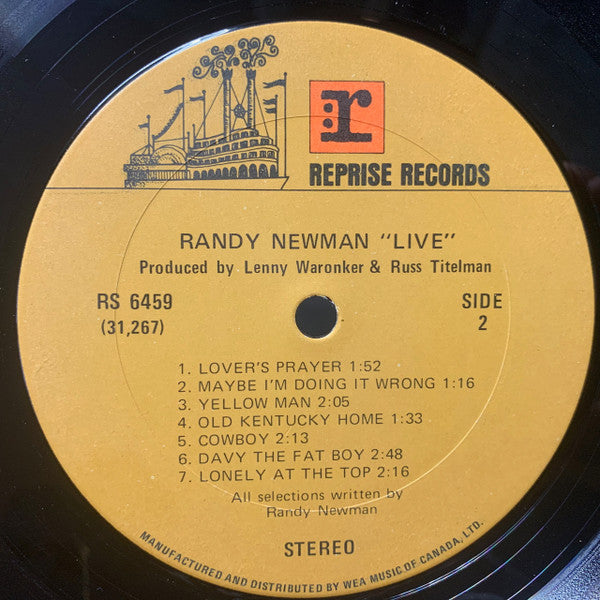 r
REPRISE RECORDS
RANDY NEWMAN "LIVE"
Produced by Lenny Waronker & Russ Titelman
RS 6459
(31,267)
SIDE
2
1. LOVER'S PRAYER 1:52
2. MAYBE I'M DOING IT WRONG 1:16
3. YELLOW MAN 2:05
4. OLD KENTUCKY HOME 1:33
5. COWBOY 2:13
6. DAVY THE FAT BOY 2:48
7. LONELY AT THE TOP 2:16
All selections written by
Randy Newman
STEREO
MANUFACTURED AND DISTRIBUTED BY WEA MUSIC OF CANADA, LTD.